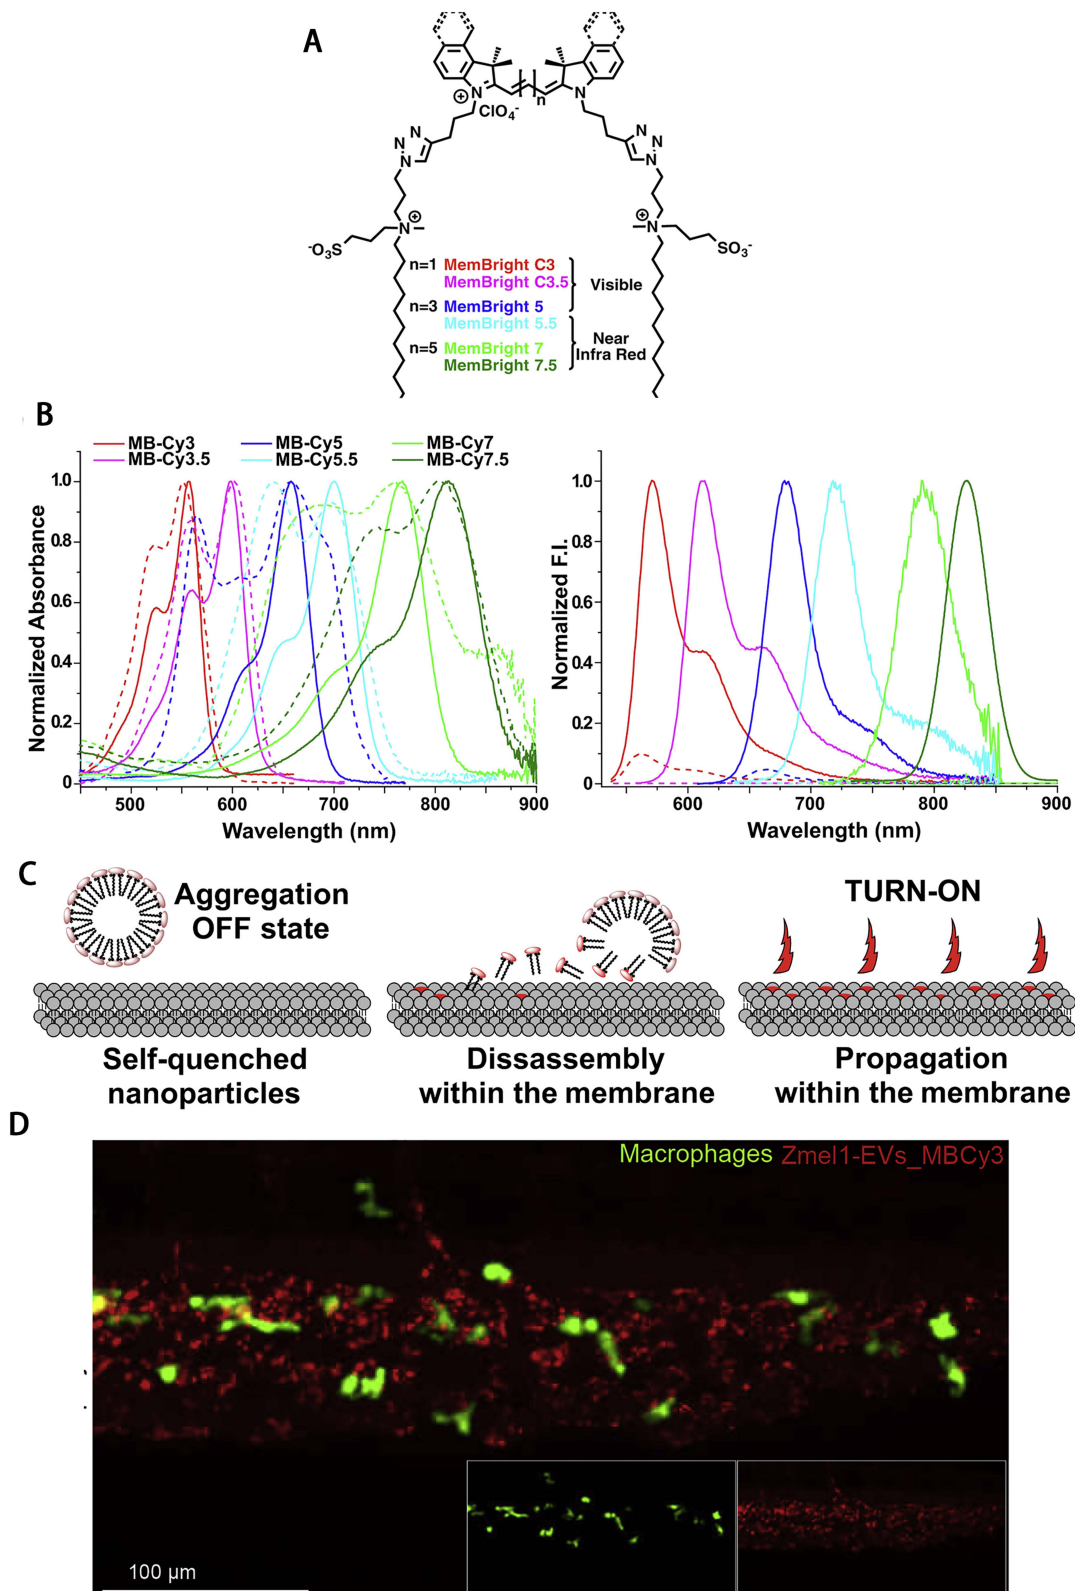 A
N
⊕
ClO4-
n
N
N
N
N
N
N
N
N
⊕
N
⊕
N
-O3S
SO3-
n=1 MemBright C3
MemBright C3.5
Visible
n=3 MemBright 5
MemBright 5.5
Near
Infra Red
n=5 MemBright 7
MemBright 7.5
B
MB-Cy3
MB-Cy5
MB-Cy7
MB-Cy3.5
MB-Cy5.5
MB-Cy7.5
1.0
0.8
0.6
0.4
0.2
0
Normalized Absorbance
500 600 700 800 900
Wavelength (nm)
1.0
0.8
0.6
0.4
0.2
0
Normalized F.I.
600 700 800 900
Wavelength (nm)
C
Aggregation
OFF state
TURN-ON
Self-quenched
nanoparticles
Dissassembly
within the membrane
Propagation
within the membrane
D
Macrophages Zmel1-EVs_MBCy3
100 µm